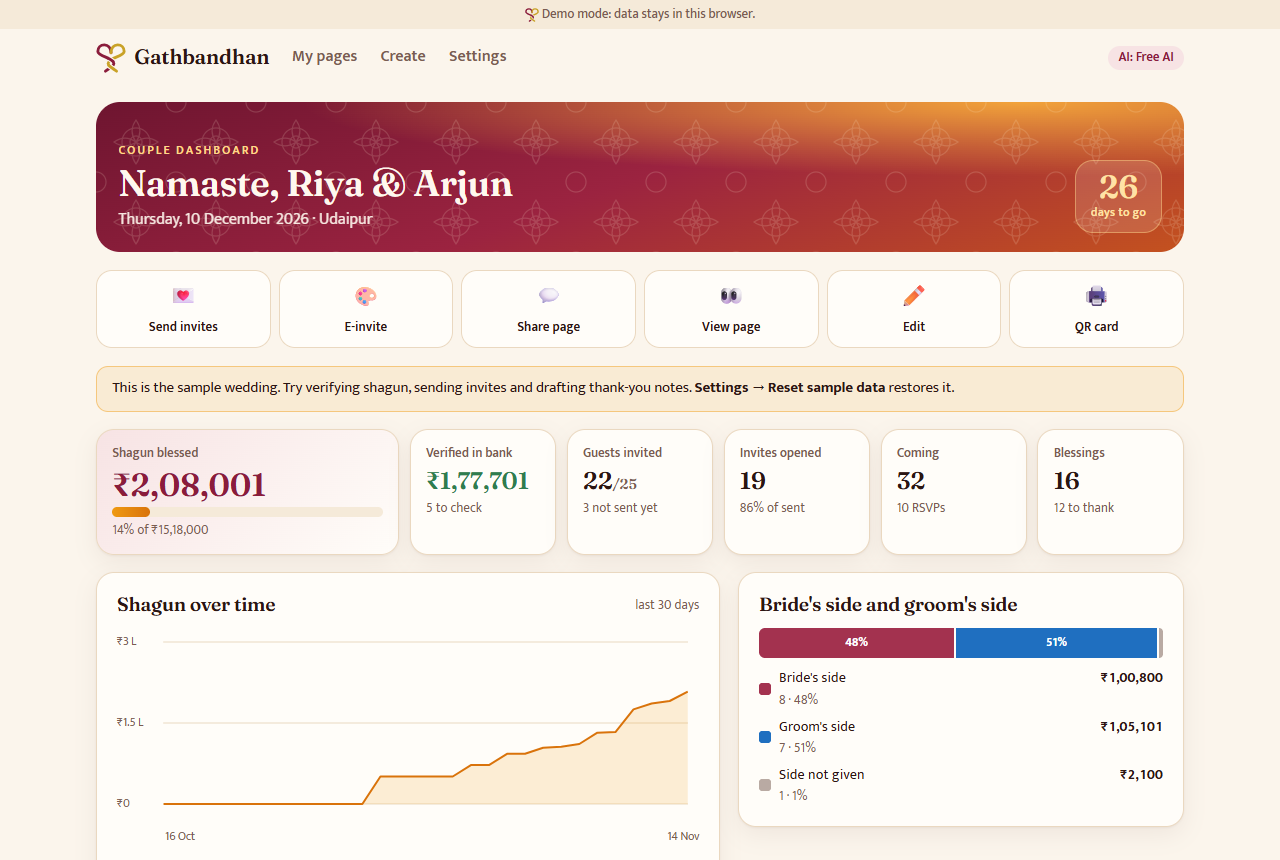 Demo mode: data stays in this browser.
Gathbandhan My pages Create Settings AI: Free AI
COUPLE DASHBOARD
Namaste, Riya & Arjun
Thursday, 10 December 2026 · Udaipur
26
days to go
Send invites E-invite Share page View page Edit QR card
This is the sample wedding. Try verifying shagun, sending invites and drafting thank-you notes. Settings → Reset sample data restores it.
Shagun blessed
₹2,08,001
14% of ₹15,18,000
Verified in bank
₹1,77,701
5 to check
Guests invited
22/25
3 not sent yet
Invites opened
19
86% of sent
Coming
32
10 RSVPs
Blessings
16
12 to thank
Shagun over time last 30 days
₹3 L
₹1.5 L
₹0
16 Oct 14 Nov
Bride's side and groom's side
48% 51%
Bride's side ₹1,00,800
8 · 48%
Groom's side ₹1,05,101
7 · 51%
Side not given ₹2,100
1 · 1%